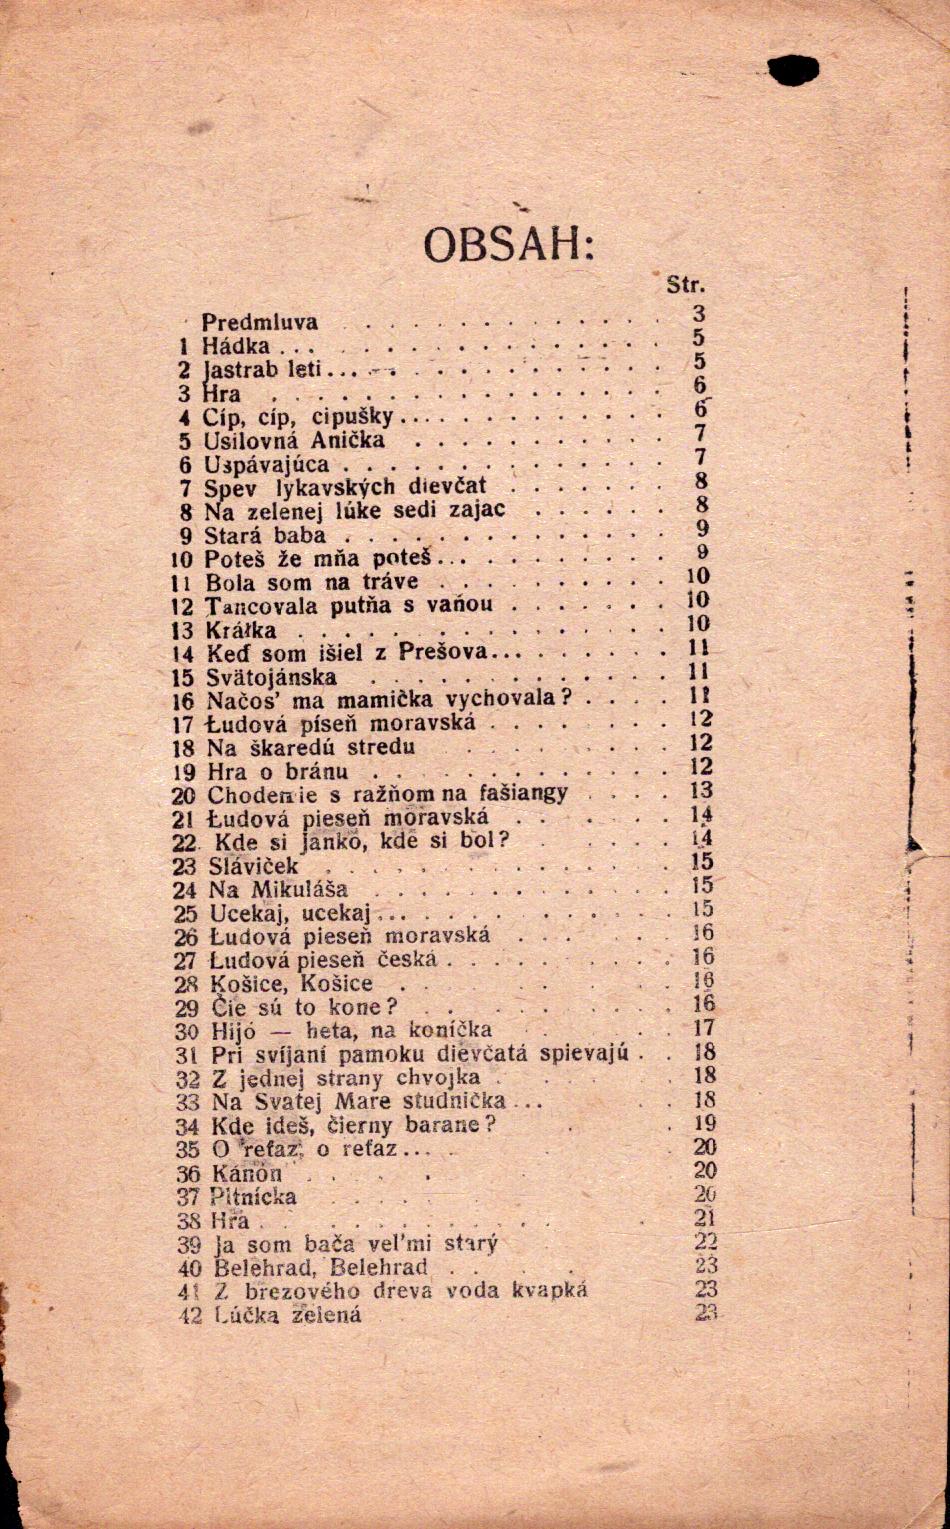 OBSAH:
Str.
Predmluva . . . . . . . . . . . . 3
1 Hádka . . . . . . . . . . . . . . . 5
2 Jastrab leti . . . . . . . . . . . . . . 5
3 Hra . . . . . . . . . . . . . . . . 6
4 Cíp, cíp, cipušky . . . . . . . . . . . . 6
5 Usilovná Anička . . . . . . . . . . . 7
6 Uspávajúca . . . . . . . . . . . . . 7
7 Spev lykavských dievčat . . . . . . . 8
8 Na zelenej lúke sedi zajac . . . . . . 8
9 Stará baba . . . . . . . . . . . . . 9
10 Poteš že mňa poteš . . . . . . . . . . 9
11 Bola som na tráve . . . . . . . . . . 10
12 Tancovala putňa s vaňou . . . . . . . 10
13 Krátka . . . . . . . . . . . . . . 10
14 Keď som išiel z Prešova... . . . . . . . 11
15 Svätojánska . . . . . . . . . . . . 11
16 Načos' ma mamička vychovala? . . . . 11
17 Ľudová píseň moravská . . . . . . . . 12
18 Na škaredú stredu . . . . . . . . . 12
19 Hra o bránu . . . . . . . . . . . . 12
20 Chodenie s ražňom na fašiangy . . . . 13
21 Ľudová pieseň moravská . . . . . . 14
22 Kde si Janko, kde si bol? . . . . . 14
23 Sláviček . . . . . . . . . . . . . 15
24 Na Mikuláša . . . . . . . . . . . . 15
25 Ucekaj, ucekaj... . . . . . . . . . . 15
26 Ľudová pieseň moravská . . . . 16
27 Ľudová pieseň česká . . . . . . . . . 16
28 Košice, Košice . . . . . . 16
29 Čie sú to kone? . . . . . . . . . 16
30 Hijó — heta, na koníčka . . . . 17
31 Pri svíjaní pamoku dievčatá spievajú . . 18
32 Z jednej strany chvojka . . . . . 18
33 Na Svatej Mare studnička ... . . 18
34 Kde ideš, čierny barane? . . 19
35 O reťaz, o reťaz... . 20
36 Kánon . . . . . 20
37 Pltnícka . . . . . 20
38 Hra . . . . . . . . . . 21
39 Ja som bača veľmi starý 22
40 Belehrad, Belehrad . . . . 23
41 Z březového dreva voda kvapká 23
42 Lúčka zelená 23